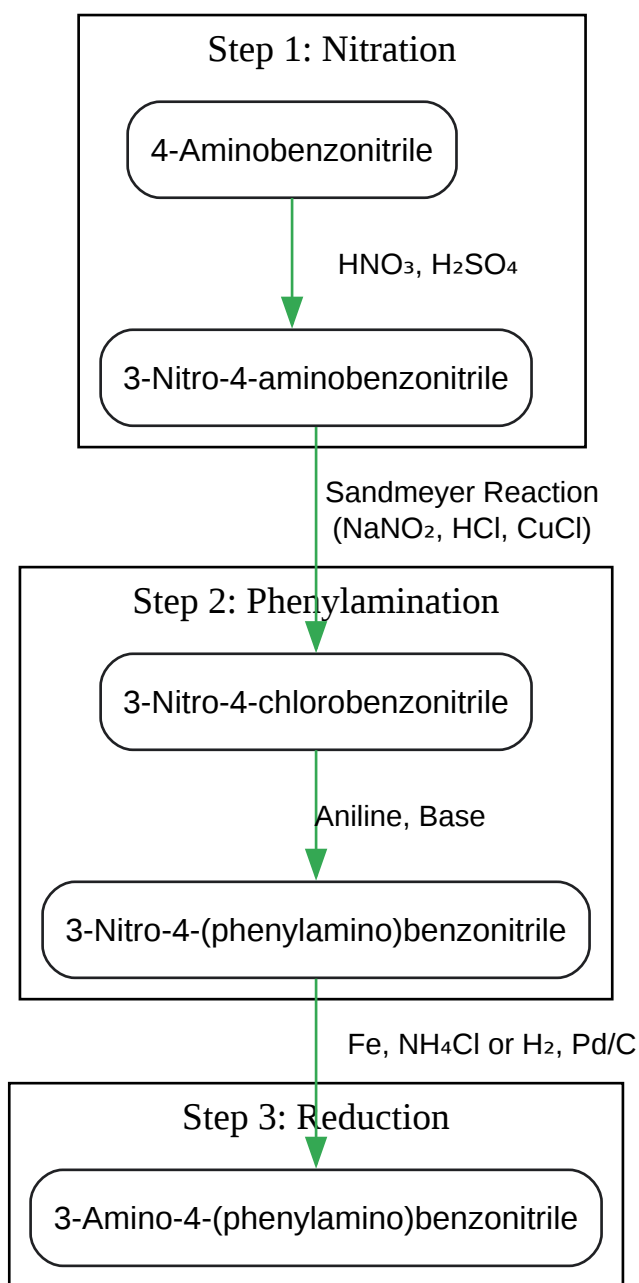 Step 1: Nitration
4-Aminobenzonitrile
HNO₃, H₂SO₄
3-Nitro-4-aminobenzonitrile
Sandmeyer Reaction
(NaNO₂, HCl, CuCl)
Step 2: Phenylamination
3-Nitro-4-chlorobenzonitrile
Aniline, Base
3-Nitro-4-(phenylamino)benzonitrile
Fe, NH₄Cl or H₂, Pd/C
Step 3: Reduction
3-Amino-4-(phenylamino)benzonitrile